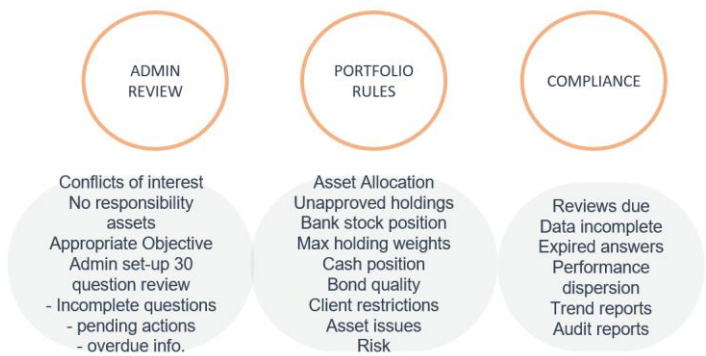 ADMIN
REVIEW
PORTFOLIO
RULES
COMPLIANCE
Conflicts of interest
No responsibility
assets
Appropriate Objective
Admin set-up 30
question review
- Incomplete questions
- pending actions
- overdue info.
Asset Allocation
Unapproved holdings
Bank stock position
Max holding weights
Cash position
Bond quality
Client restrictions
Asset issues
Risk
Reviews due
Data incomplete
Expired answers
Performance
dispersion
Trend reports
Audit reports